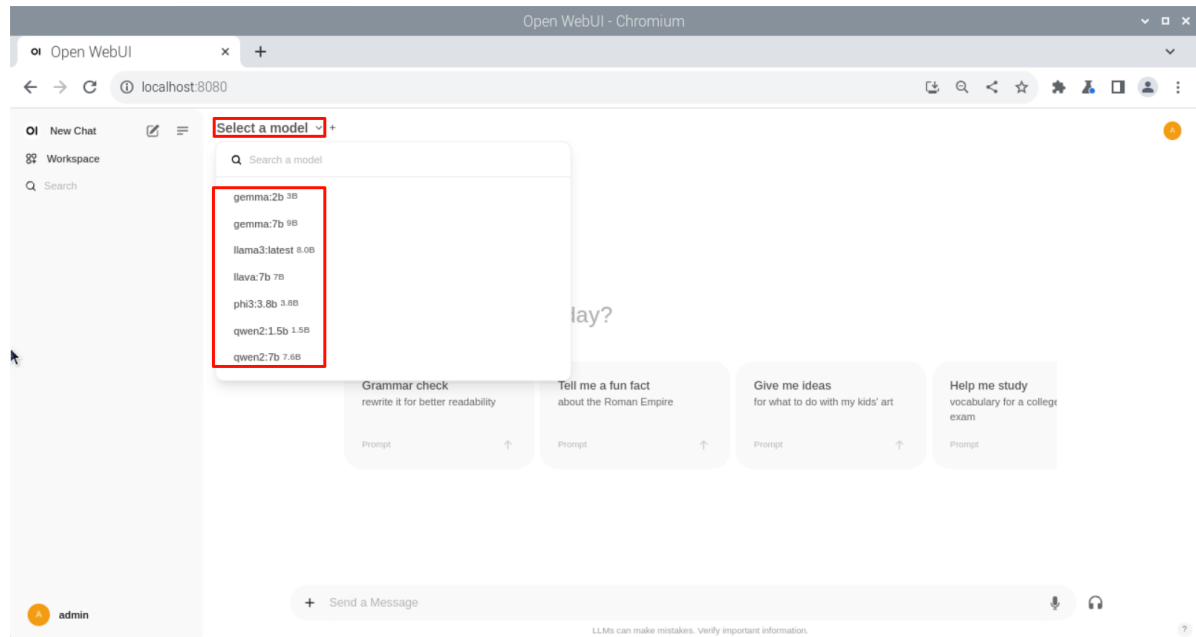 Open WebUI - Chromium
OI Open WebUI
localhost:8080
OI New Chat
Workspace
Search
Select a model
A
Search a model
gemma:2b 3B
gemma:7b 9B
llama3:latest 8.0B
llava:7b 7B
phi3:3.8b 3.8B
qwen2:1.5b 1.5B
qwen2:7b 7.6B
day?
Grammar check
rewrite it for better readability
Prompt
Tell me a fun fact
about the Roman Empire
Prompt
Give me ideas
for what to do with my kids' art
Prompt
Help me study
vocabulary for a college
exam
Prompt
A admin
Send a Message
LLMs can make mistakes. Verify important information.
?